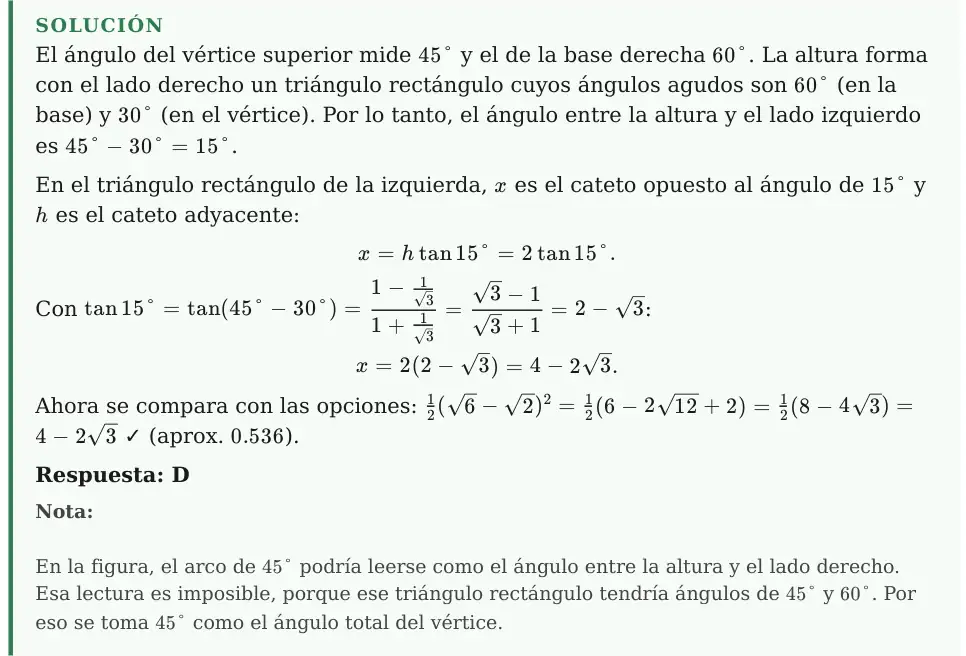 SOLUCIÓN
El ángulo del vértice superior mide 45° y el de la base derecha 60°. La altura forma
con el lado derecho un triángulo rectángulo cuyos ángulos agudos son 60° (en la
base) y 30° (en el vértice). Por lo tanto, el ángulo entre la altura y el lado izquierdo
es 45° − 30° = 15°.
En el triángulo rectángulo de la izquierda, x es el cateto opuesto al ángulo de 15° y
h es el cateto adyacente:
x = h tan 15° = 2 tan 15°.
Con tan 15° = tan(45° − 30°) = \frac{1 − \frac{1}{√3}}{1 + \frac{1}{√3}} = \frac{√3 − 1}{√3 + 1} = 2 − √3:
x = 2(2 − √3) = 4 − 2√3.
Ahora se compara con las opciones: ½(√6 − √2)² = ½(6 − 2√12 + 2) = ½(8 − 4√3) =
4 − 2√3 ✓ (aprox. 0.536).
Respuesta: D
Nota:
En la figura, el arco de 45° podría leerse como el ángulo entre la altura y el lado derecho.
Esa lectura es imposible, porque ese triángulo rectángulo tendría ángulos de 45° y 60°. Por
eso se toma 45° como el ángulo total del vértice.